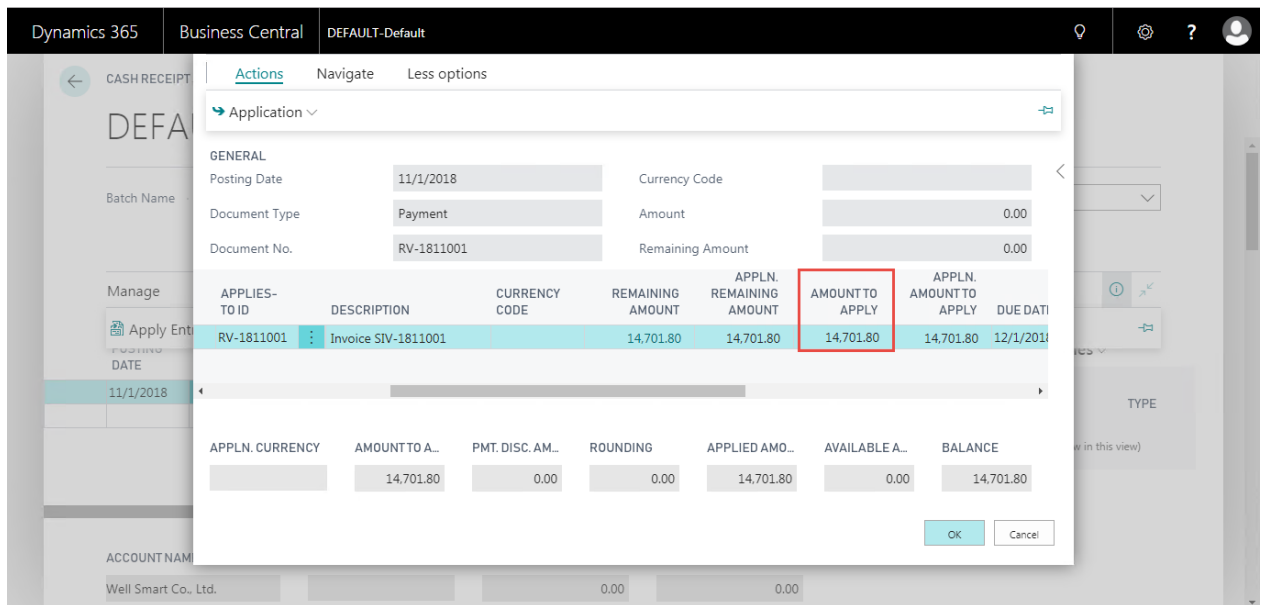 Dynamics 365 Business Central DEFAULT-Default ?
CASH RECEIPT
Actions Navigate Less options
Application
DEFA
GENERAL
Posting Date 11/1/2018 Currency Code
Batch Name
Document Type Payment Amount 0.00
Document No. RV-1811001 Remaining Amount 0.00
Manage
APPLIES-TO ID DESCRIPTION CURRENCY CODE REMAINING AMOUNT APPLN. REMAINING AMOUNT AMOUNT TO APPLY APPLN. AMOUNT TO APPLY DUE DAT
Apply Ent
RV-1811001 Invoice SIV-1811001 14,701.80 14,701.80 14,701.80 14,701.80 12/1/2018
POSTING DATE
11/1/2018
TYPE
w in this view)
APPLN. CURRENCY AMOUNT TO A... PMT. DISC. AM... ROUNDING APPLIED AMO... AVAILABLE A... BALANCE
14,701.80 0.00 0.00 14,701.80 0.00 14,701.80
OK Cancel
ACCOUNT NAM
Well Smart Co., Ltd. 0.00 0.00